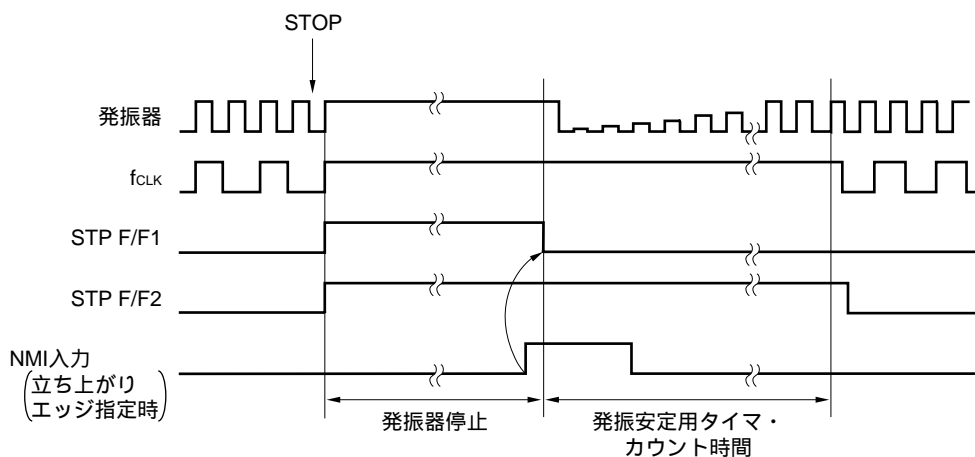 STOP
発振器
fCLK
STP F/F1
STP F/F2
NMI入力
(立ち上がり
エッジ指定時)
発振器停止
発振安定用タイマ・
カウント時間